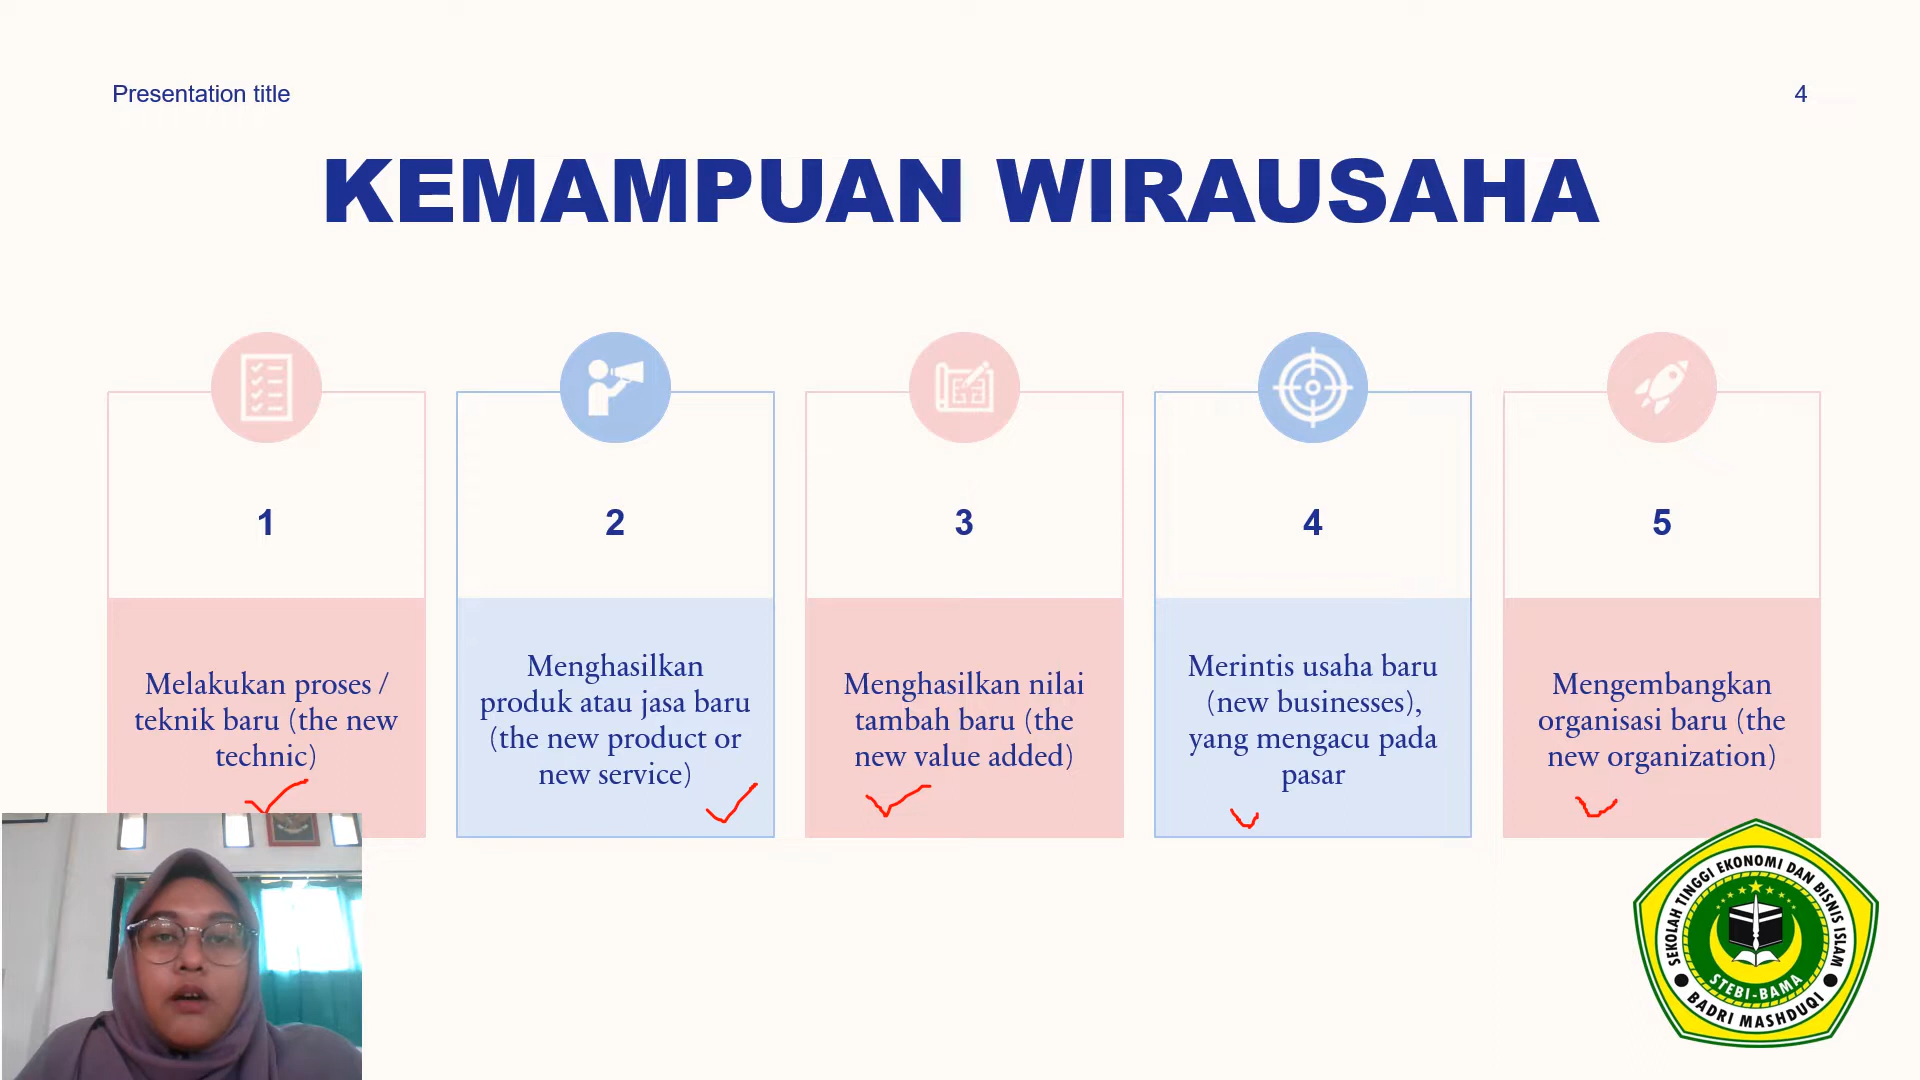 Presentation title
4
KEMAMPUAN WIRAUSAHA
1
2
3
4
5
Melakukan proses /
teknik baru (the new
technic)
Menghasilkan
produk atau jasa baru
(the new product or
new service)
Menghasilkan nilai
tambah baru (the
new value added)
Merintis usaha baru
(new businesses),
yang mengacu pada
pasar
Mengembangkan
organisasi baru (the
new organization)
SEKOLAH TINGGI EKONOMI DAN BISNIS ISLAM
STEBI-BAMA
BADRI MASHDUQI